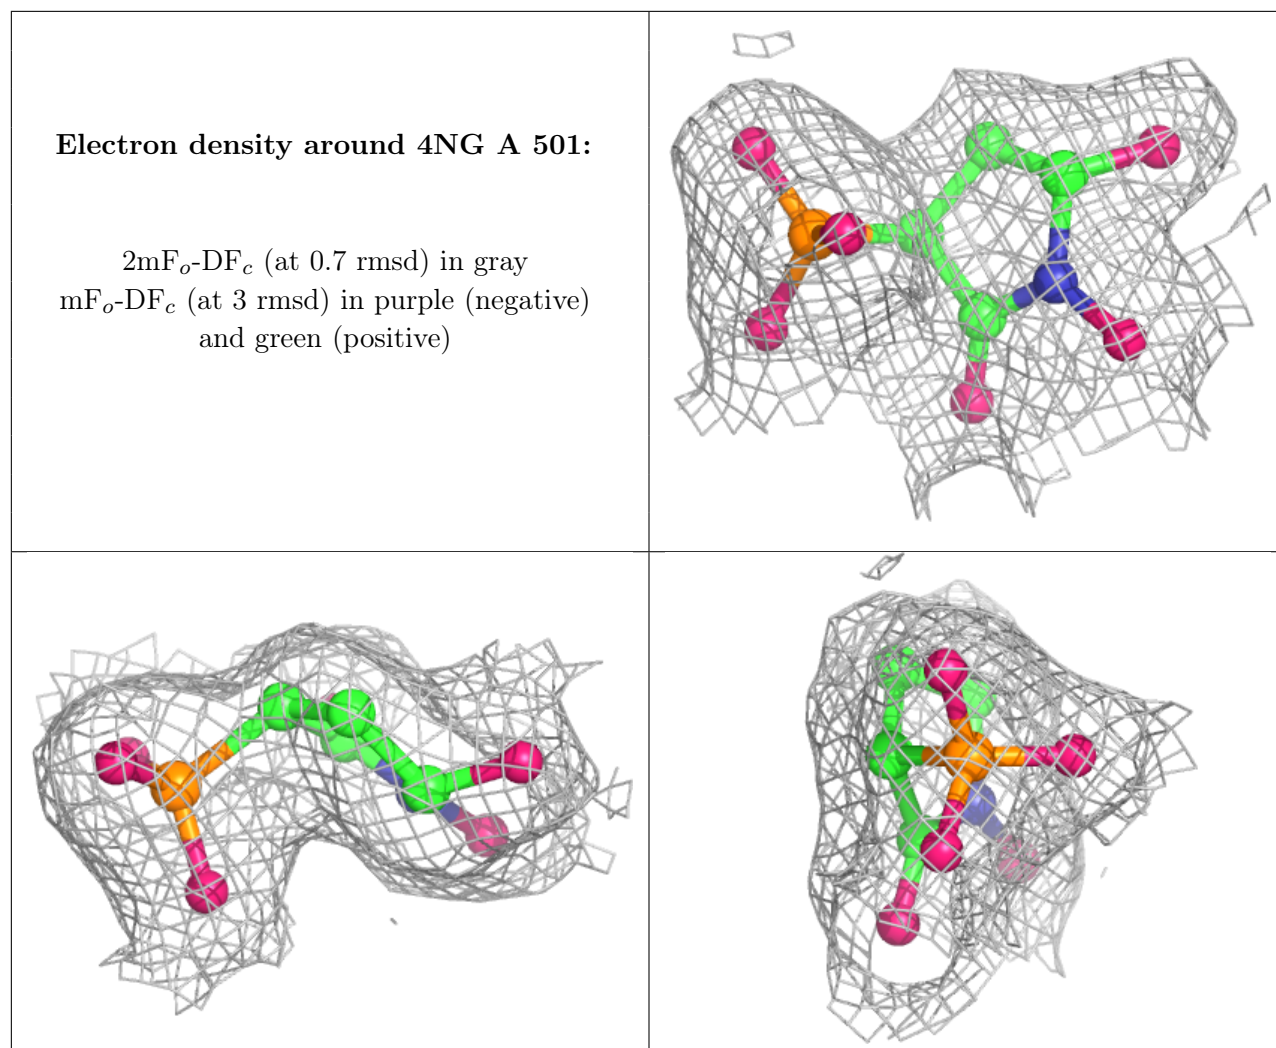 Electron density around 4NG A 501:
2mFₒ-DF𝒸 (at 0.7 rmsd) in gray
mFₒ-DF𝒸 (at 3 rmsd) in purple (negative)
and green (positive)